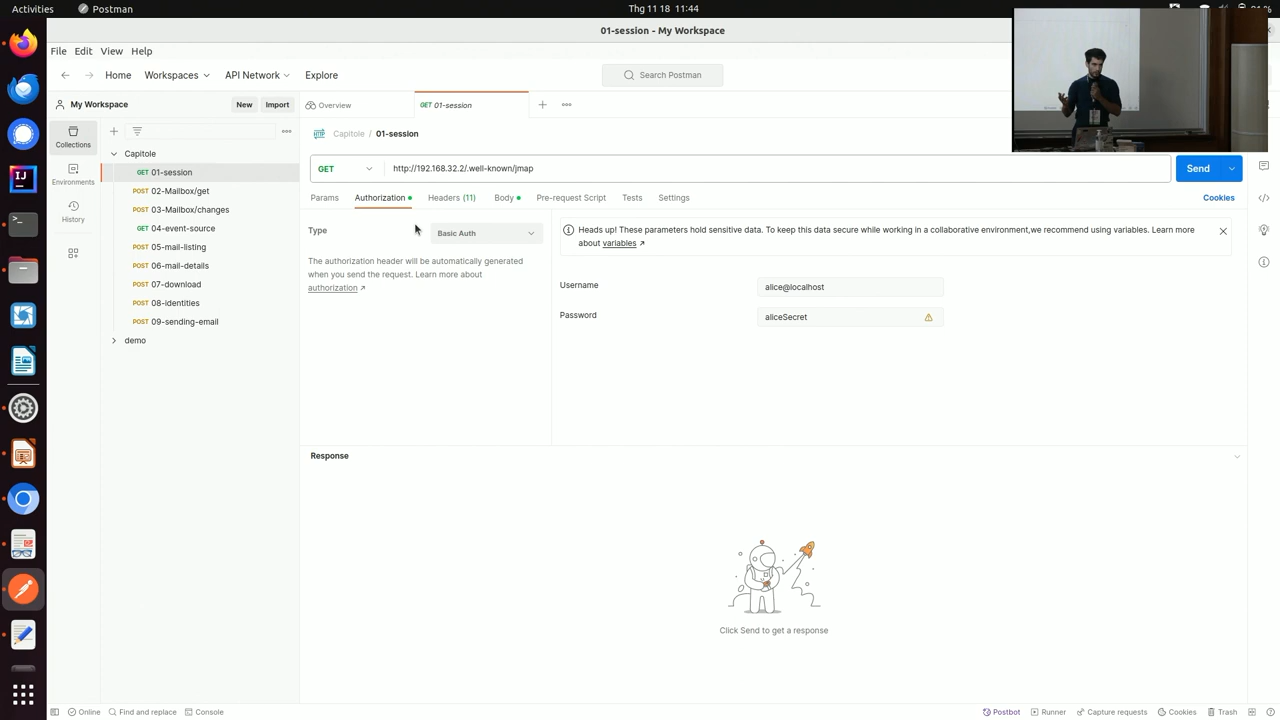 Activities
Postman
Thg 11 18 11:44
01-session - My Workspace
File Edit View Help
Home Workspaces API Network Explore
Search Postman
My Workspace New Import
Overview
GET 01-session
Collections
Environments
History
Capitole
GET 01-session
POST 02-Mailbox/get
POST 03-Mailbox/changes
GET 04-event-source
POST 05-mail-listing
POST 06-mail-details
POST 07-download
POST 08-identities
POST 09-sending-email
demo
HTTP Capitole / 01-session
GET http://192.168.32.2/.well-known/jmap Send
Params Authorization Headers (11) Body Pre-request Script Tests Settings Cookies
Type Basic Auth
The authorization header will be automatically generated
when you send the request. Learn more about
authorization ↗
Heads up! These parameters hold sensitive data. To keep this data secure while working in a collaborative environment,we recommend using variables. Learn more
about variables ↗
Username alice@localhost
Password aliceSecret
Response
Click Send to get a response
Online Find and replace Console
Postbot Runner Capture requests Cookies Trash